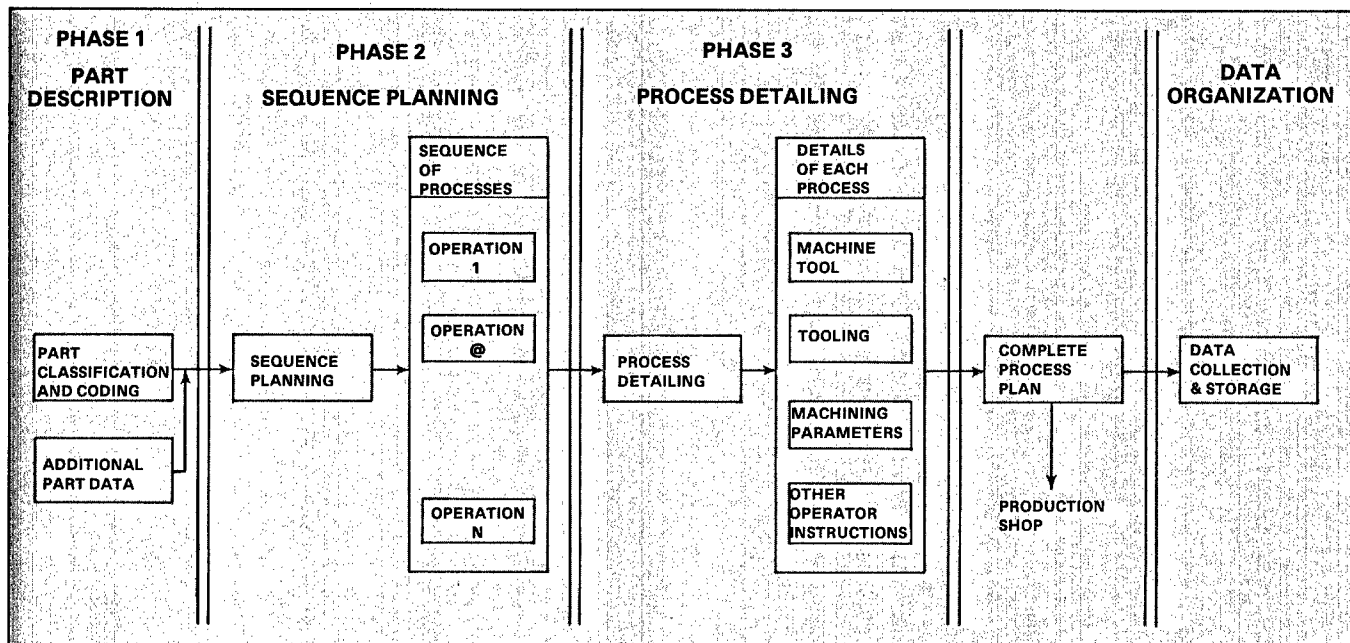 PHASE 1
PART
DESCRIPTION
PART
CLASSIFICATION
AND CODING
ADDITIONAL
PART DATA
PHASE 2
SEQUENCE PLANNING
SEQUENCE
PLANNING
SEQUENCE
OF
PROCESSES
OPERATION
1
OPERATION
@
OPERATION
N
PHASE 3
PROCESS DETAILING
PROCESS
DETAILING
DETAILS
OF EACH
PROCESS
MACHINE
TOOL
TOOLING
MACHINING
PARAMETERS
OTHER
OPERATOR
INSTRUCTIONS
COMPLETE
PROCESS
PLAN
PRODUCTION
SHOP
DATA
ORGANIZATION
DATA
COLLECTION
& STORAGE